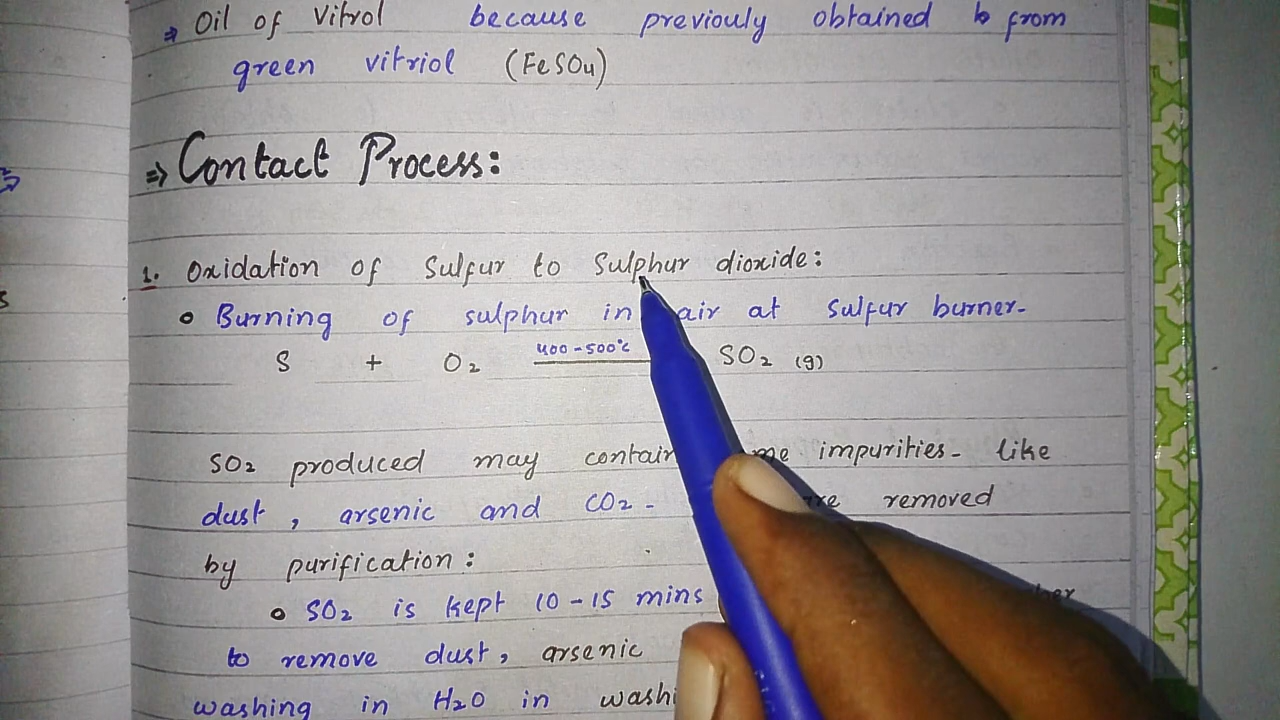 ⇒ Oil of Vitrol because previouly obtained from
green vitriol (FeSO4)
⇒ Contact Process:
1. Oxidation of Sulfur to Sulphur dioxide:
• Burning of sulphur in air at sulfur burner-
S + O2 400-500°C SO2 (g)
SO2 produced may contain impurities- like
dust, arsenic and CO2 - removed
by purification:
• SO2 is kept 10-15 mins
to remove dust, arsenic
washing in H2O in